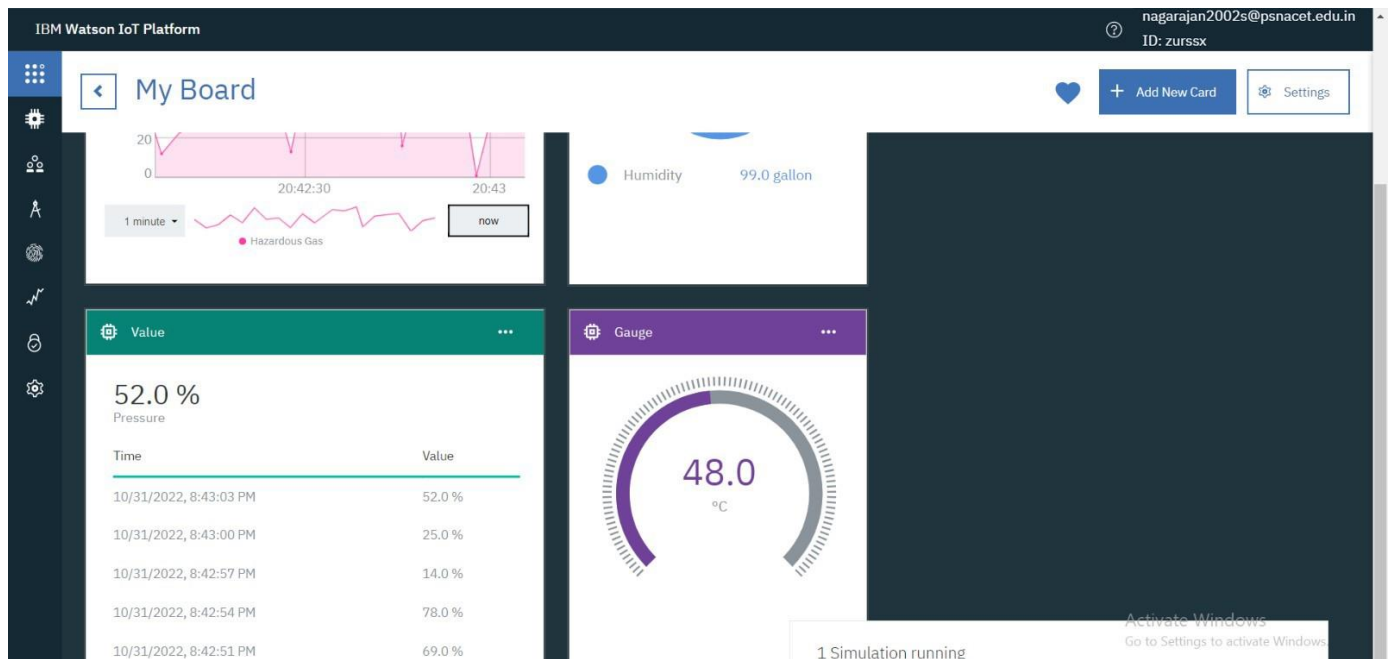 IBM Watson IoT Platform
nagarajan2002s@psnacet.edu.in
ID: zurssx
My Board
+ Add New Card
Settings
20
0
20:42:30
20:43
1 minute
now
Hazardous Gas
Humidity 99.0 gallon
Value
52.0 %
Pressure
Time Value
10/31/2022, 8:43:03 PM 52.0 %
10/31/2022, 8:43:00 PM 25.0 %
10/31/2022, 8:42:57 PM 14.0 %
10/31/2022, 8:42:54 PM 78.0 %
10/31/2022, 8:42:51 PM 69.0 %
Gauge
48.0
°C
Activate Windows
Go to Settings to activate Windows.
1 Simulation running